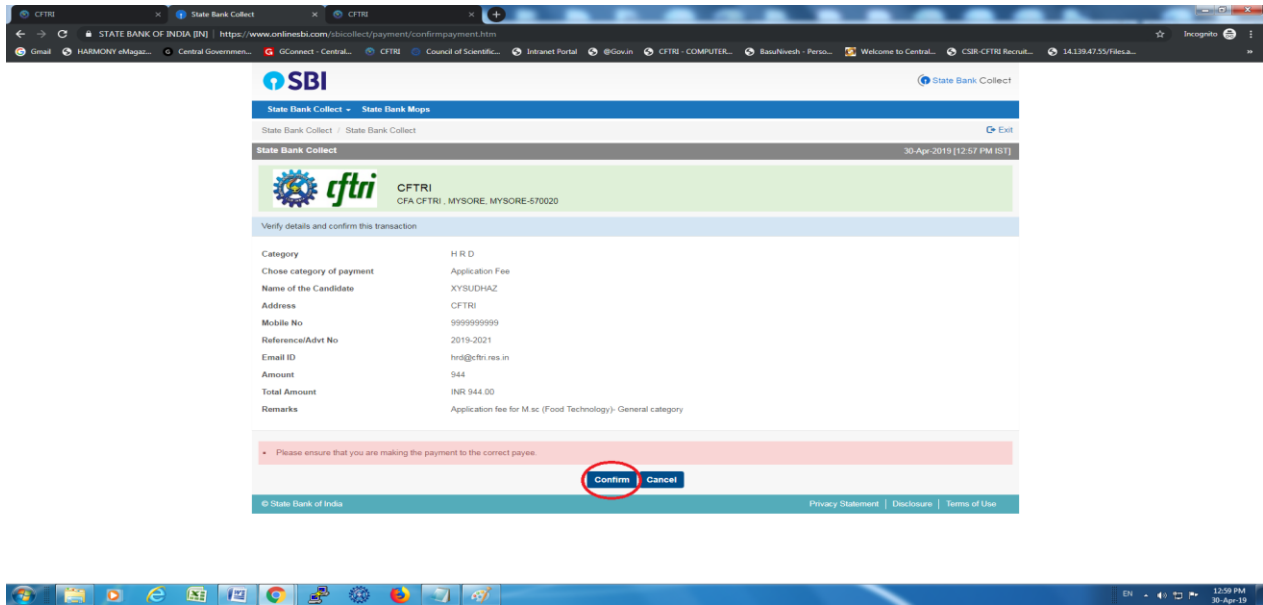 CFTRI
State Bank Collect
CFTRI
STATE BANK OF INDIA [IN] | https://www.onlinesbi.com/sbicollect/payment/confirmpayment.htm
Incognito
Gmail HARMONY eMagaz... Central Governmen... GConnect - Central... CFTRI Council of Scientific... Intranet Portal @Gov.in CFTRI - COMPUTER... BasuNivesh - Perso... Welcome to Central... CSIR-CFTRI Recruit... 14.139.47.55/Files.a...
SBI
State Bank Collect
State Bank Collect State Bank Mops
State Bank Collect / State Bank Collect Exit
State Bank Collect 30-Apr-2019 [12:57 PM IST]
cftri
CFTRI
CFA CFTRI , MYSORE, MYSORE-570020
Verify details and confirm this transaction
Category H R D
Chose category of payment Application Fee
Name of the Candidate XYSUDHAZ
Address CFTRI
Mobile No 9999999999
Reference/Advt No 2019-2021
Email ID hrd@cftri.res.in
Amount 944
Total Amount INR 944.00
Remarks Application fee for M.sc (Food Technology)- General category
• Please ensure that you are making the payment to the correct payee.
Confirm Cancel
© State Bank of India Privacy Statement | Disclosure | Terms of Use
EN 12:59 PM
30-Apr-19